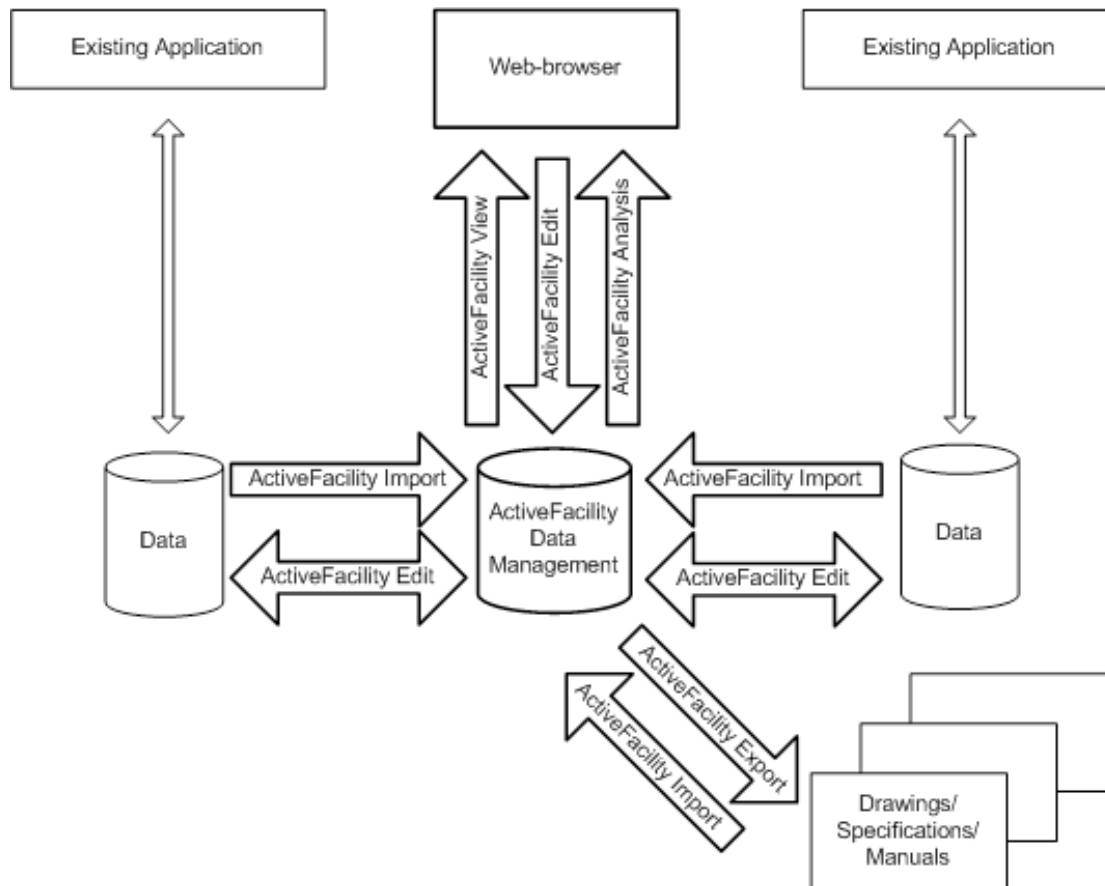 Existing Application
Web-browser
Existing Application
ActiveFacility View
ActiveFacility Edit
ActiveFacility Analysis
Data
ActiveFacility Import
ActiveFacility Edit
ActiveFacility
Data
Management
ActiveFacility Import
ActiveFacility Edit
Data
ActiveFacility Export
ActiveFacility Import
Drawings/
Specifications/
Manuals